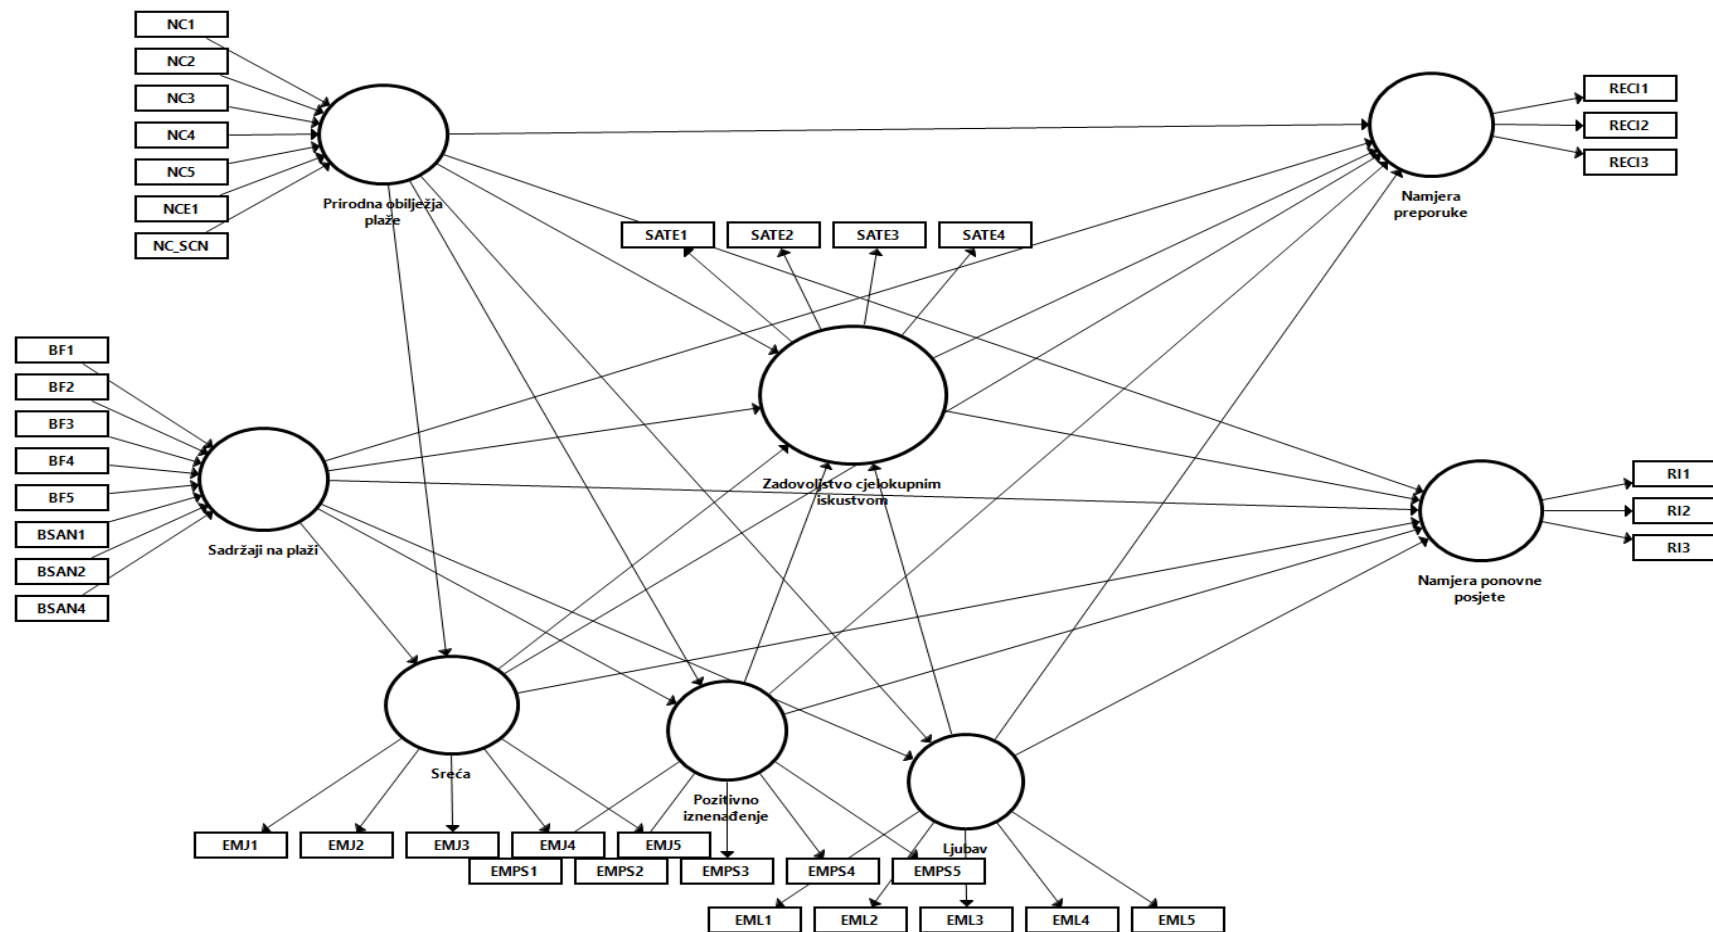 NC1
NC2
NC3
NC4
NC5
NCE1
NC_SCN
Prirodna obilježja
plaže
RECI1
RECI2
RECI3
Namjera
preporuke
SATE1
SATE2
SATE3
SATE4
Zadovoljstvo cjelokupnim
iskustvom
BF1
BF2
BF3
BF4
BF5
BSAN1
BSAN2
BSAN4
Sadržaji na plaži
RI1
RI2
RI3
Namjera ponovne
posjete
Sreća
Pozitivno
iznenađenje
Ljubav
EMJ1
EMJ2
EMJ3
EMJ4
EMJ5
EMPS1
EMPS2
EMPS3
EMPS4
EMPS5
EML1
EML2
EML3
EML4
EML5